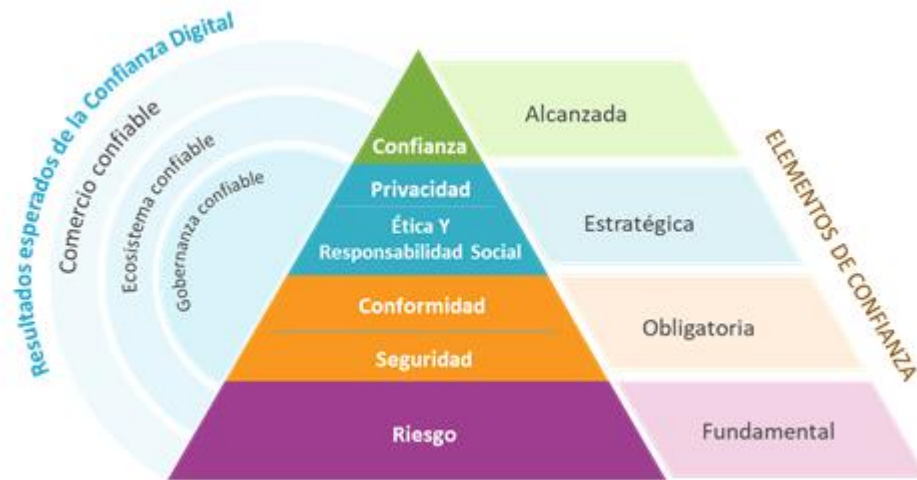 Resultados esperados de la Confianza Digital
Comercio confiable
Ecosistema confiable
Gobernanza confiable
Confianza
Privacidad
Ética Y
Responsabilidad Social
Conformidad
Seguridad
Riesgo
Alcanzada
Estratégica
Obligatoria
Fundamental
ELEMENTOS DE CONFIANZA